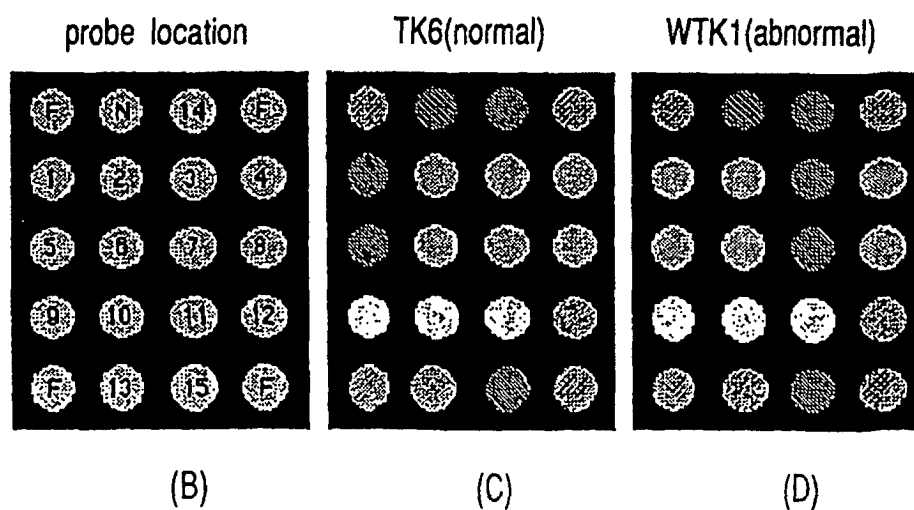 probe location TK6(normal) WTK1(abnormal)
F N 14 F
1 2 3 4
5 6 7 8
9 10 11 12
F 13 15 F
(B) (C) (D)